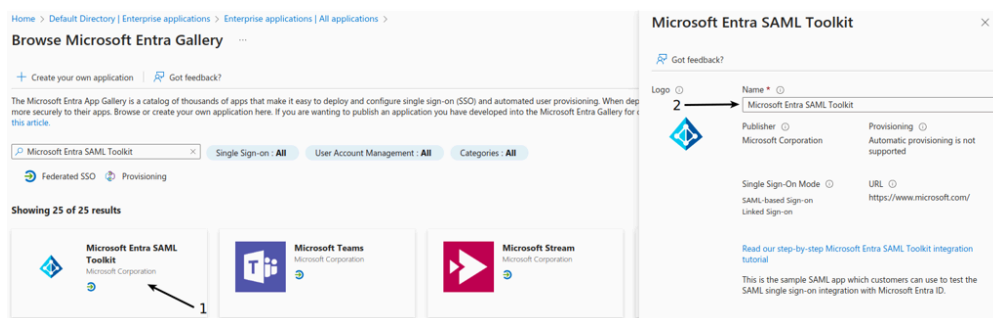 Home > Default Directory | Enterprise applications > Enterprise applications | All applications >
Browse Microsoft Entra Gallery ...
+ Create your own application
Got feedback?
The Microsoft Entra App Gallery is a catalog of thousands of apps that make it easy to deploy and configure single sign-on (SSO) and automated user provisioning. When dep
more securely to their apps. Browse or create your own application here. If you are wanting to publish an application you have developed into the Microsoft Entra Gallery for
this article.
Microsoft Entra SAML Toolkit ×
Single Sign-on : All
User Account Management : All
Categories : All
Federated SSO
Provisioning
Showing 25 of 25 results
Microsoft Entra SAML
Toolkit
Microsoft Corporation
1
Microsoft Teams
Microsoft Corporation
Microsoft Stream
Microsoft Corporation
Microsoft Entra SAML Toolkit ×
Got feedback?
Logo
2
Name *
Microsoft Entra SAML Toolkit
Publisher
Microsoft Corporation
Provisioning
Automatic provisioning is not
supported
Single Sign-On Mode
SAML-based Sign-on
Linked Sign-on
URL
https://www.microsoft.com/
Read our step-by-step Microsoft Entra SAML Toolkit integration
tutorial
This is the sample SAML app which customers can use to test the
SAML single sign-on integration with Microsoft Entra ID.